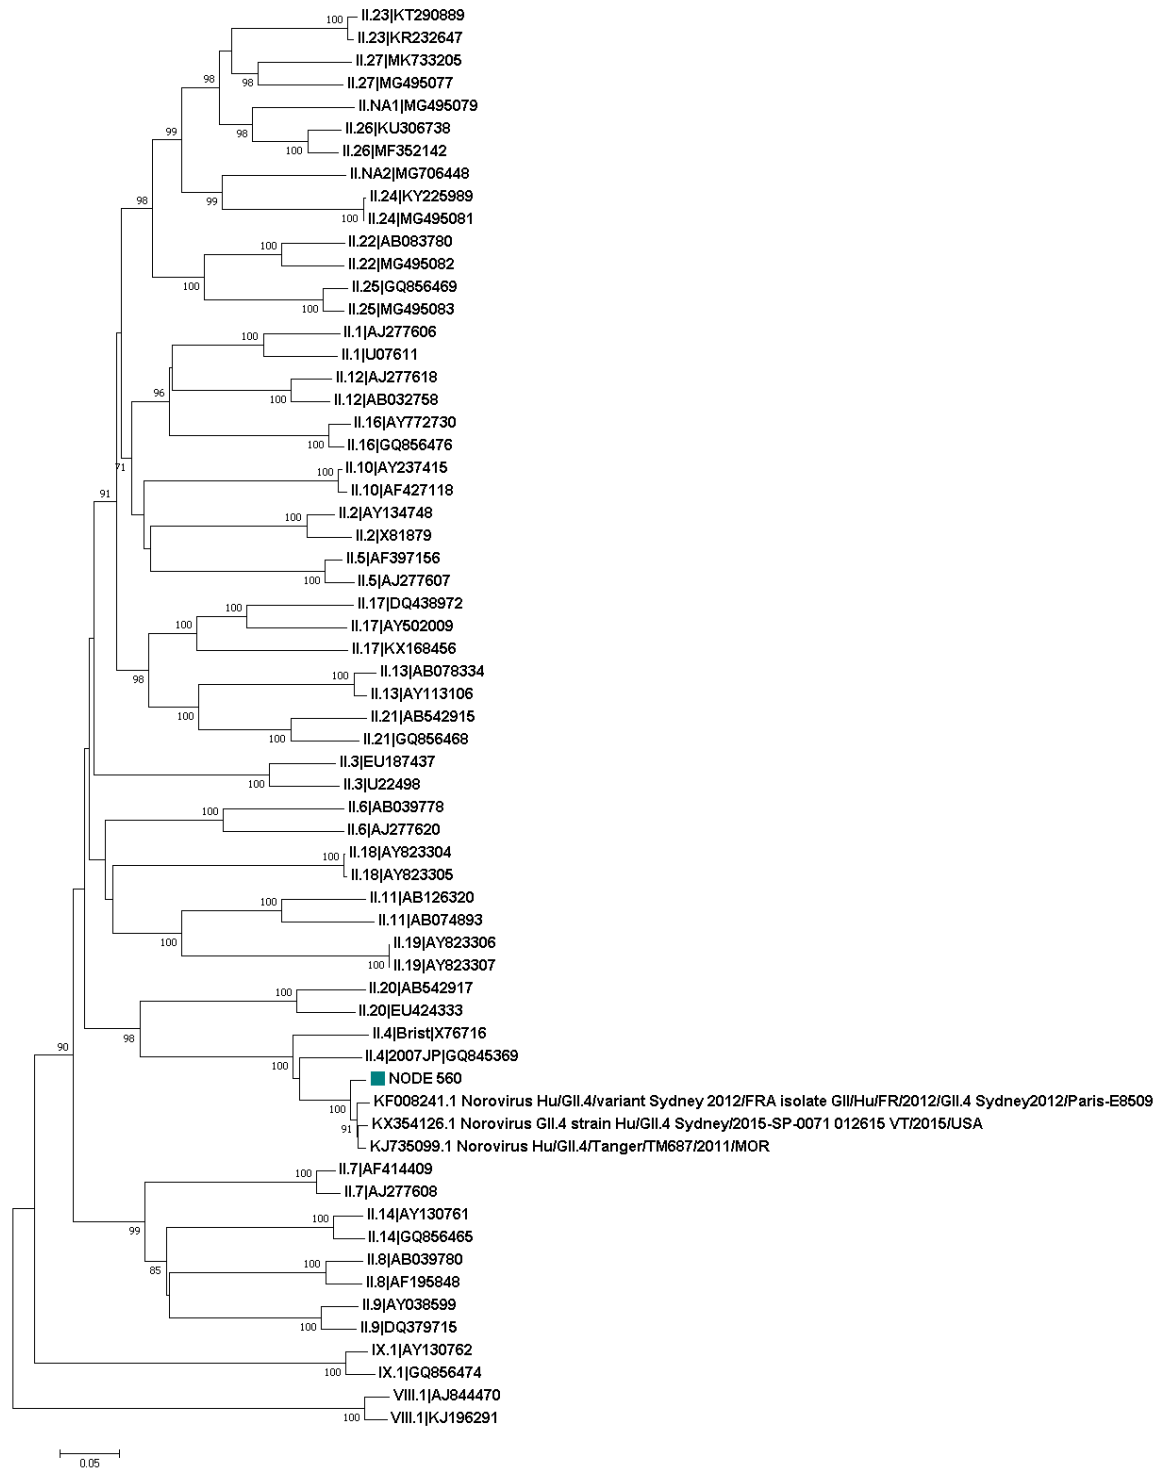 100 II.23|KT290889
II.23|KR232647
II.27|MK733205
98 II.27|MG495077
98
II.NA1|MG495079
II.26|KU306738
98
100 II.26|MF352142
99
II.NA2|MG706448
II.24|KY225989
99
100 II.24|MG495081
98
100 II.22|AB083780
II.22|MG495082
100
II.25|GQ856469
100 II.25|MG495083
100 II.1|AJ277606
II.1|U07611
II.12|AJ277618
96
100 II.12|AB032758
II.16|AY772730
100 II.16|GQ856476
71
100 II.10|AY237415
II.10|AF427118
91
100 II.2|AY134748
II.2|X81879
II.5|AF397156
100 II.5|AJ277607
100 II.17|DQ438972
100 II.17|AY502009
II.17|KX168456
98
100 II.13|AB078334
II.13|AY113106
100
II.21|AB542915
100 II.21|GQ856468
II.3|EU187437
100 II.3|U22498
100 II.6|AB039778
II.6|AJ277620
100 II.18|AY823304
II.18|AY823305
100 II.11|AB126320
II.11|AB074893
100
II.19|AY823306
100 II.19|AY823307
100 II.20|AB542917
II.20|EU424333
98
II.4|Brist|X76716
90
100
II.4|2007JP|GQ845369
NODE 560
100
KF008241.1 Norovirus Hu/GII.4/variant Sydney 2012/FRA isolate GII/Hu/FR/2012/GII.4 Sydney2012/Paris-E8509
91
KX354126.1 Norovirus GII.4 strain Hu/GII.4 Sydney/2015-SP-0071 012615 VT/2015/USA
KJ735099.1 Norovirus Hu/GII.4/Tanger/TM687/2011/MOR
100 II.7|AF414409
II.7|AJ277608
99
100 II.14|AY130761
II.14|GQ856465
85
100 II.8|AB039780
II.8|AF195848
II.9|AY038599
100 II.9|DQ379715
IX.1|AY130762
100 IX.1|GQ856474
VIII.1|AJ844470
100 VIII.1|KJ196291
0.05